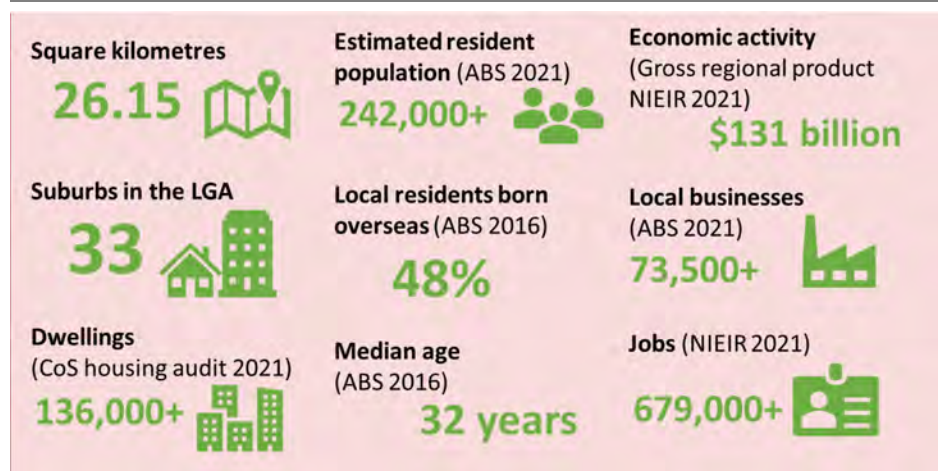 Square kilometres
26.15
Estimated resident
population (ABS 2021)
242,000+
Economic activity
(Gross regional product
NIEIR 2021)
$131 billion
Suburbs in the LGA
33
Local residents born
overseas (ABS 2016)
48%
Local businesses
(ABS 2021)
73,500+
Dwellings
(CoS housing audit 2021)
136,000+
Median age
(ABS 2016)
32 years
Jobs (NIEIR 2021)
679,000+